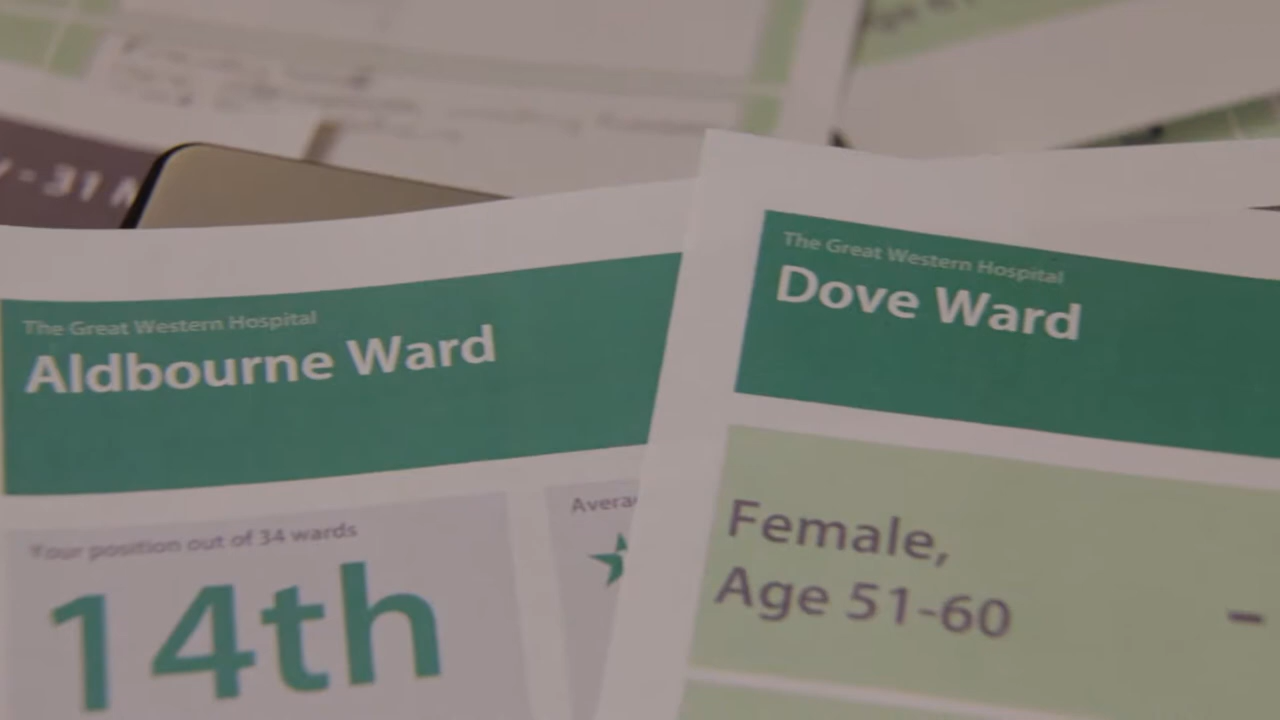 - 31
The Great Western Hospital
Aldbourne Ward
Your position out of 34 wards
14th
The Great Western Hospital
Dove Ward
Female,
Age 51-60